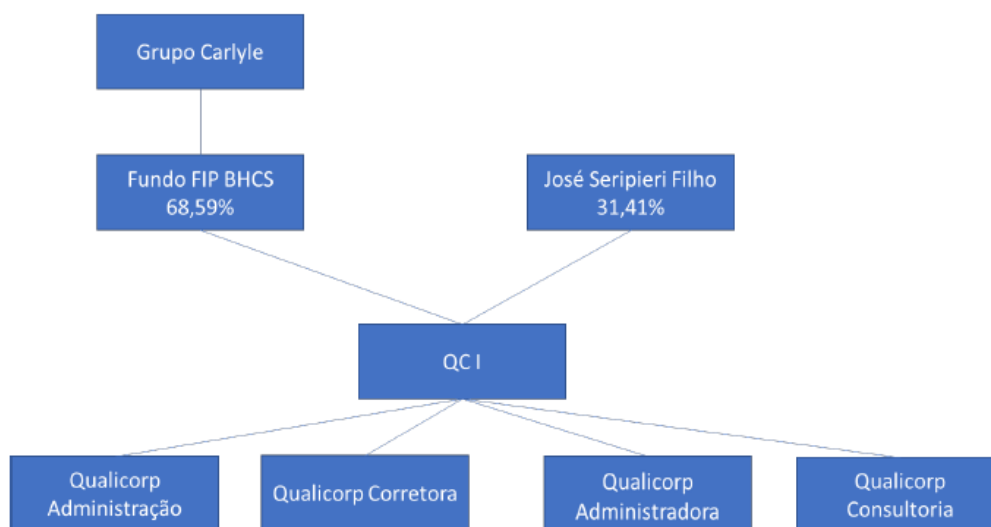 Grupo Carlyle
Fundo FIP BHCS
68,59%
José Seripieri Filho
31,41%
QC I
Qualicorp
Administração
Qualicorp Corretora
Qualicorp
Administradora
Qualicorp
Consultoria